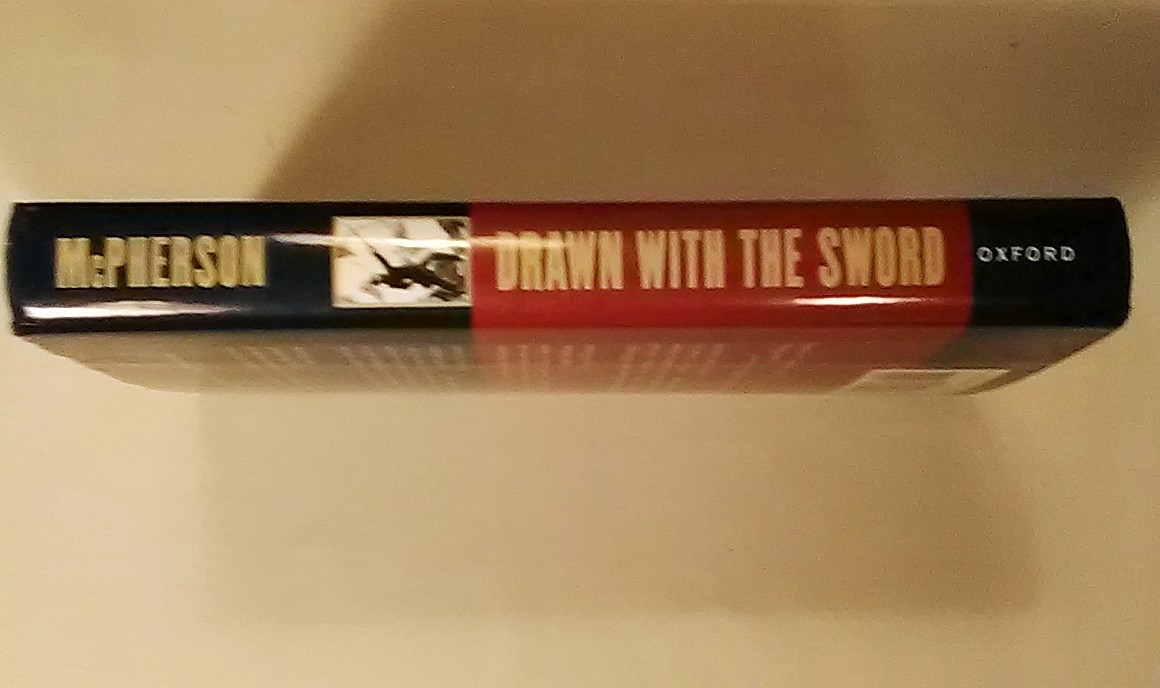 McPHERSON
DRAWN WITH THE SWORD
OXFORD